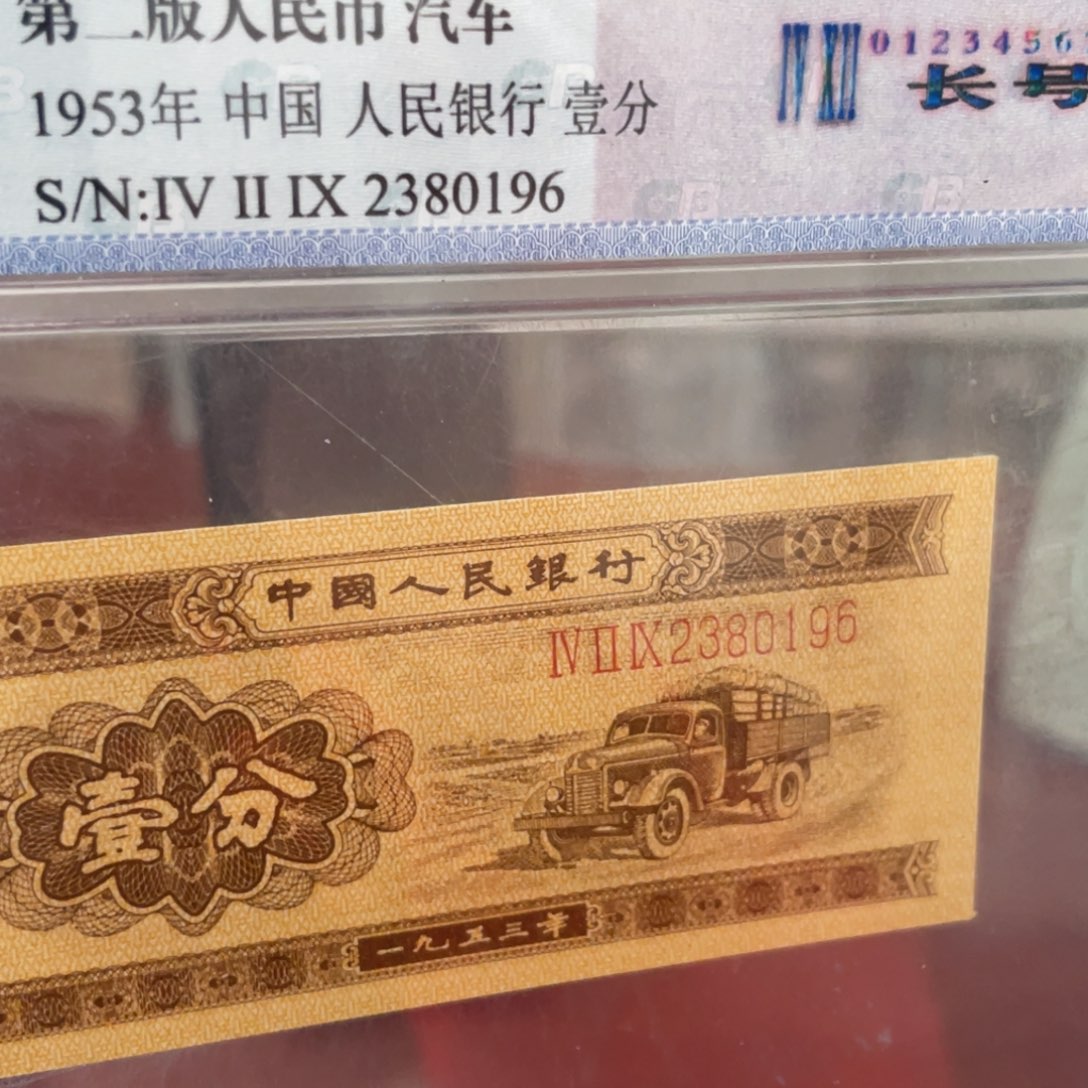 第二版人民币 汽车
1953年 中国 人民银行 壹分
S/N:IV II IX 2380196
0123456
长号
中國人民銀行
IV II IX 2380196
壹分
一九五三年